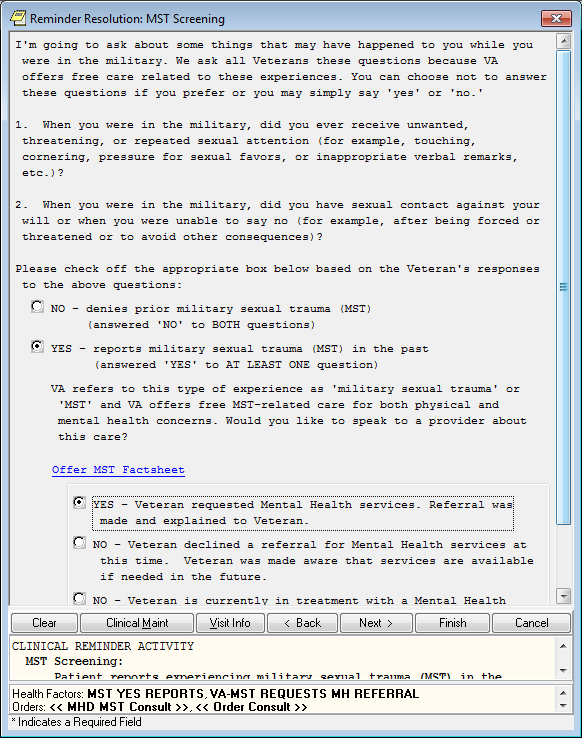 Reminder Resolution: MST Screening
I'm going to ask about some things that may have happened to you while you
were in the military. We ask all Veterans these questions because VA
offers free care related to these experiences. You can choose not to answer
these questions if you prefer or you may simply say 'yes' or 'no.'
1. When you were in the military, did you ever receive unwanted,
threatening, or repeated sexual attention (for example, touching,
cornering, pressure for sexual favors, or inappropriate verbal remarks,
etc.)?
2. When you were in the military, did you have sexual contact against your
will or when you were unable to say no (for example, after being forced or
threatened or to avoid other consequences)?
Please check off the appropriate box below based on the Veteran's responses
to the above questions:
NO - denies prior military sexual trauma (MST)
(answered 'NO' to BOTH questions)
YES - reports military sexual trauma (MST) in the past
(answered 'YES' to AT LEAST ONE question)
VA refers to this type of experience as 'military sexual trauma' or
'MST' and VA offers free MST-related care for both physical and
mental health concerns. Would you like to speak to a provider about
this care?
Offer MST Factsheet
YES - Veteran requested Mental Health services. Referral was
made and explained to Veteran.
NO - Veteran declined a referral for Mental Health services at
this time. Veteran was made aware that services are available
if needed in the future.
NO - Veteran is currently in treatment with a Mental Health
Clear Clinical Maint Visit Info < Back Next > Finish Cancel
CLINICAL REMINDER ACTIVITY
MST Screening:
Patient reports experiencing military sexual trauma (MST) in the
Health Factors: MST YES REPORTS, VA-MST REQUESTS MH REFERRAL
Orders: << MHD MST Consult >>, << Order Consult >>
* Indicates a Required Field